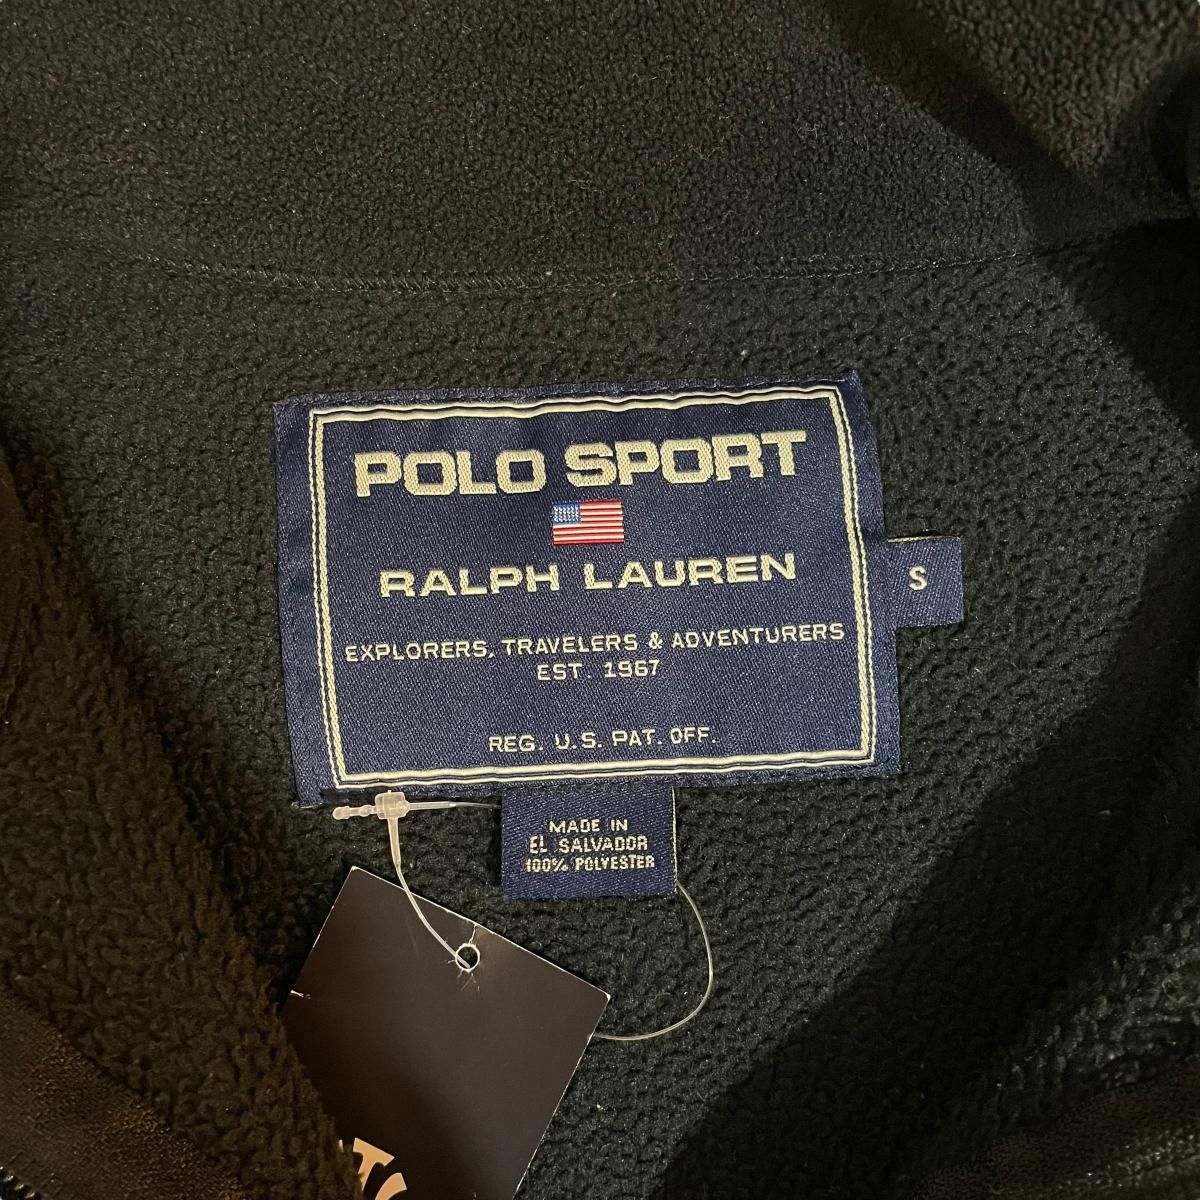 POLO SPORT
RALPH LAUREN
S
EXPLORERS, TRAVELERS & ADVENTURERS
EST. 1967
REG. U.S. PAT. OFF.
MADE IN
EL SALVADOR
100% POLYESTER